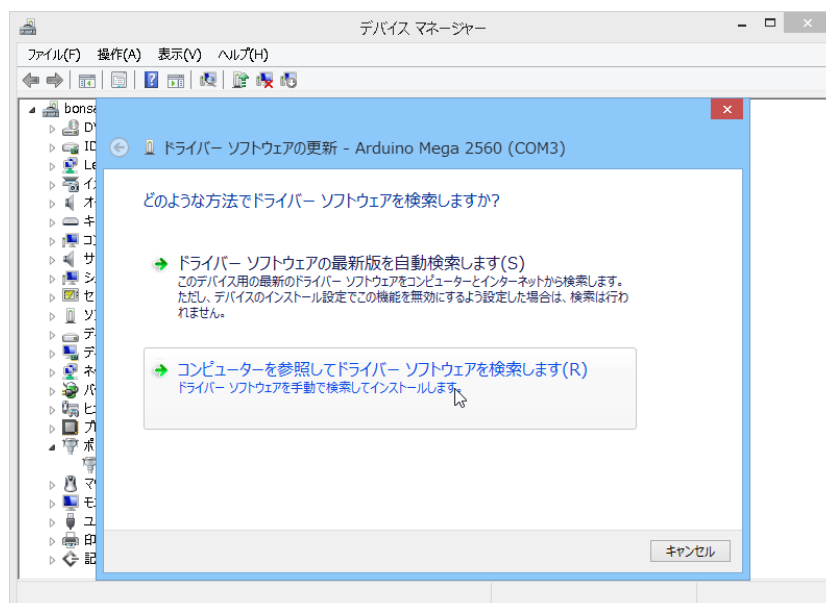 デバイス マネージャー
ファイル(F) 操作(A) 表示(V) ヘルプ(H)
ドライバー ソフトウェアの更新 - Arduino Mega 2560 (COM3)
どのような方法でドライバー ソフトウェアを検索しますか?
ドライバー ソフトウェアの最新版を自動検索します(S)
このデバイス用の最新のドライバー ソフトウェアをコンピューターとインターネットから検索します。
ただし、デバイスのインストール設定でこの機能を無効にするよう設定した場合は、検索は行わ
れません。
コンピューターを参照してドライバー ソフトウェアを検索します(R)
ドライバー ソフトウェアを手動で検索してインストールします。
キャンセル